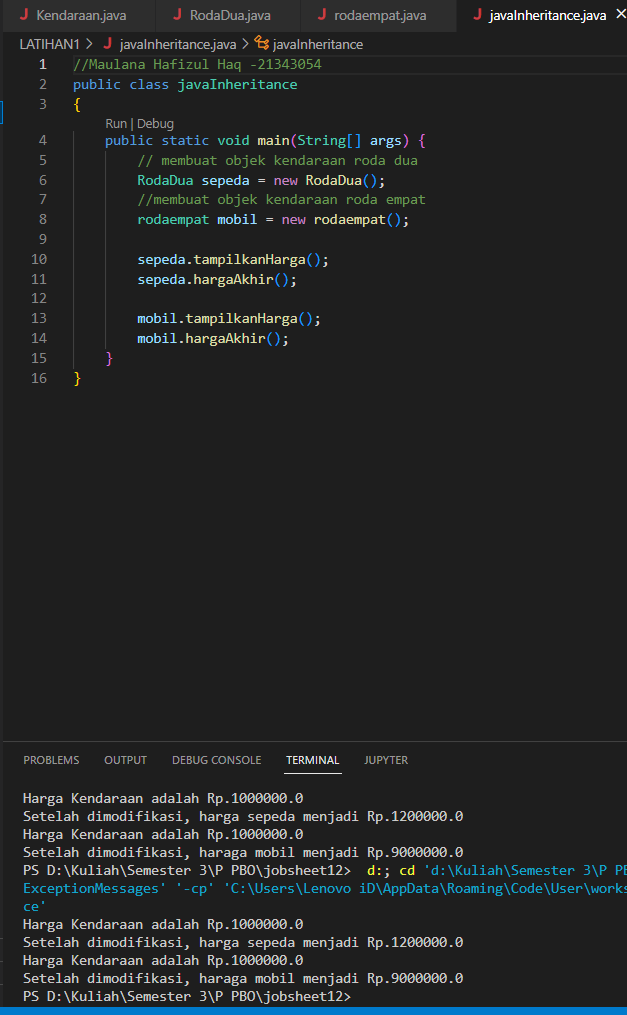 Kendaraan.java RodaDua.java rodaempat.java javaInheritance.java
LATIHAN1 > javaInheritance.java > javaInheritance
1 //Maulana Hafizul Haq -21343054
2 public class javaInheritance
3 {
Run | Debug
4 public static void main(String[] args) {
5 // membuat objek kendaraan roda dua
6 RodaDua sepeda = new RodaDua();
7 //membuat objek kendaraan roda empat
8 rodaempat mobil = new rodaempat();
9
10 sepeda.tampilkanHarga();
11 sepeda.hargaAkhir();
12
13 mobil.tampilkanHarga();
14 mobil.hargaAkhir();
15 }
16 }
PROBLEMS OUTPUT DEBUG CONSOLE TERMINAL JUPYTER
Harga Kendaraan adalah Rp.1000000.0
Setelah dimodifikasi, harga sepeda menjadi Rp.1200000.0
Harga Kendaraan adalah Rp.1000000.0
Setelah dimodifikasi, haraga mobil menjadi Rp.9000000.0
PS D:\Kuliah\Semester 3\P PBO\jobsheet12> d:; cd 'd:\Kuliah\Semester 3\P PB
ExceptionMessages' '-cp' 'C:\Users\Lenovo iD\AppData\Roaming\Code\User\works
ce'
Harga Kendaraan adalah Rp.1000000.0
Setelah dimodifikasi, harga sepeda menjadi Rp.1200000.0
Harga Kendaraan adalah Rp.1000000.0
Setelah dimodifikasi, haraga mobil menjadi Rp.9000000.0
PS D:\Kuliah\Semester 3\P PBO\jobsheet12>